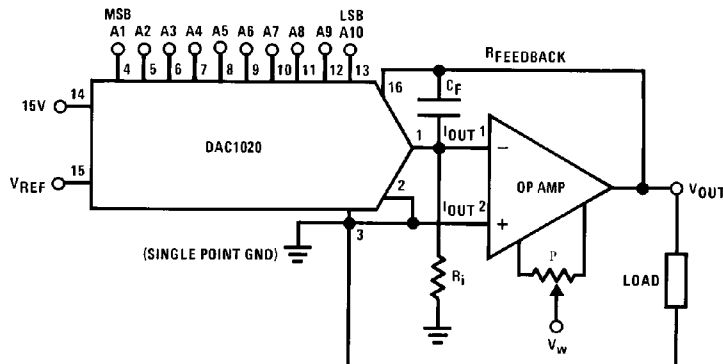 MSB LSB
A1 A2 A3 A4 A5 A6 A7 A8 A9 A10
4 5 6 7 8 9 10 11 12 13
16
RFEEDBACK
CF
14
15V
DAC1020
1
IOUT 1
−
15
VREF
2
OP AMP
VOUT
IOUT 2
+
3
(SINGLE POINT GND)
Ri
P
LOAD
Vw